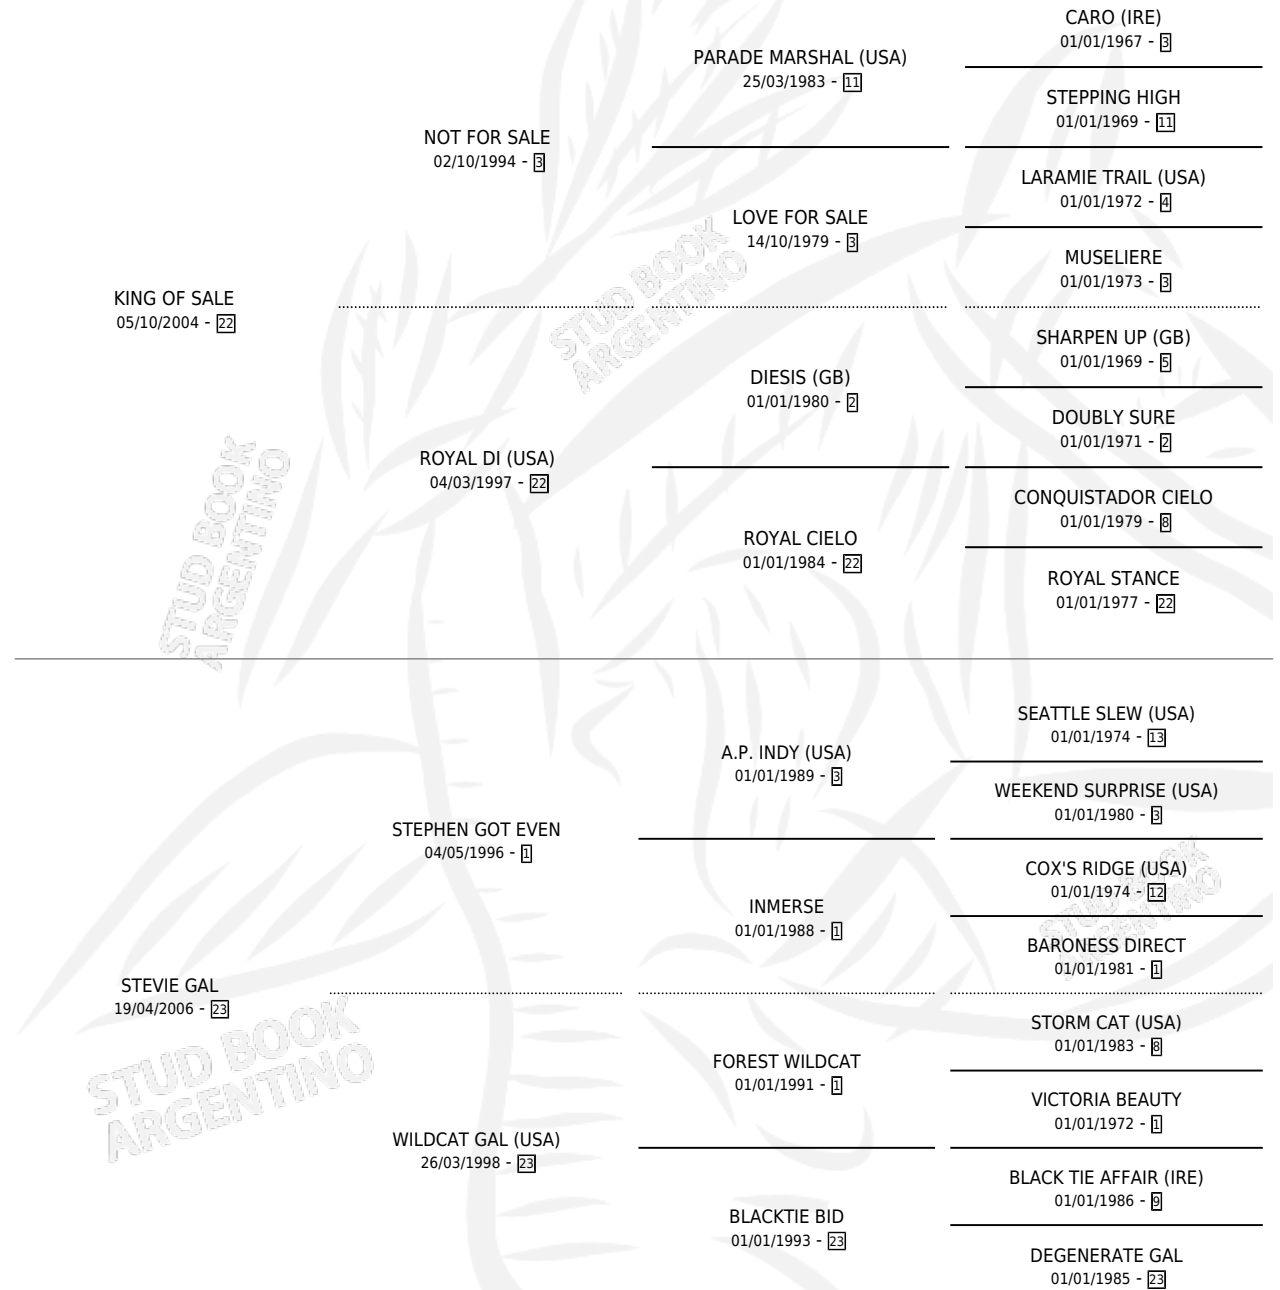 CARO (IRE)
01/01/1967 - 3
PARADE MARSHAL (USA)
25/03/1983 - 11
STEPPING HIGH
01/01/1969 - 11
NOT FOR SALE
02/10/1994 - 3
LARAMIE TRAIL (USA)
01/01/1972 - 4
LOVE FOR SALE
14/10/1979 - 3
MUSELIERE
01/01/1973 - 3
KING OF SALE
05/10/2004 - 22
STUD BOOK
ARGENTINO
SHARPEN UP (GB)
01/01/1969 - 5
DIESIS (GB)
01/01/1980 - 2
DOUBLY SURE
01/01/1971 - 2
ROYAL DI (USA)
04/03/1997 - 22
CONQUISTADOR CIELO
01/01/1979 - 8
ROYAL CIELO
01/01/1984 - 22
ROYAL STANCE
01/01/1977 - 22
STUD BOOK
ARGENTINO
SEATTLE SLEW (USA)
01/01/1974 - 13
A.P. INDY (USA)
01/01/1989 - 3
WEEKEND SURPRISE (USA)
01/01/1980 - 3
STEPHEN GOT EVEN
04/05/1996 - 1
COX'S RIDGE (USA)
01/01/1974 - 12
INMERSE
01/01/1988 - 1
BARONESS DIRECT
01/01/1981 - 1
STUD BOOK
ARGENTINO
STEVIE GAL
19/04/2006 - 23
STORM CAT (USA)
01/01/1983 - 8
FOREST WILDCAT
01/01/1991 - 1
VICTORIA BEAUTY
01/01/1972 - 1
STUD BOOK
ARGENTINO
WILDCAT GAL (USA)
26/03/1998 - 23
BLACK TIE AFFAIR (IRE)
01/01/1986 - 9
BLACKTIE BID
01/01/1993 - 23
DEGENERATE GAL
01/01/1985 - 23